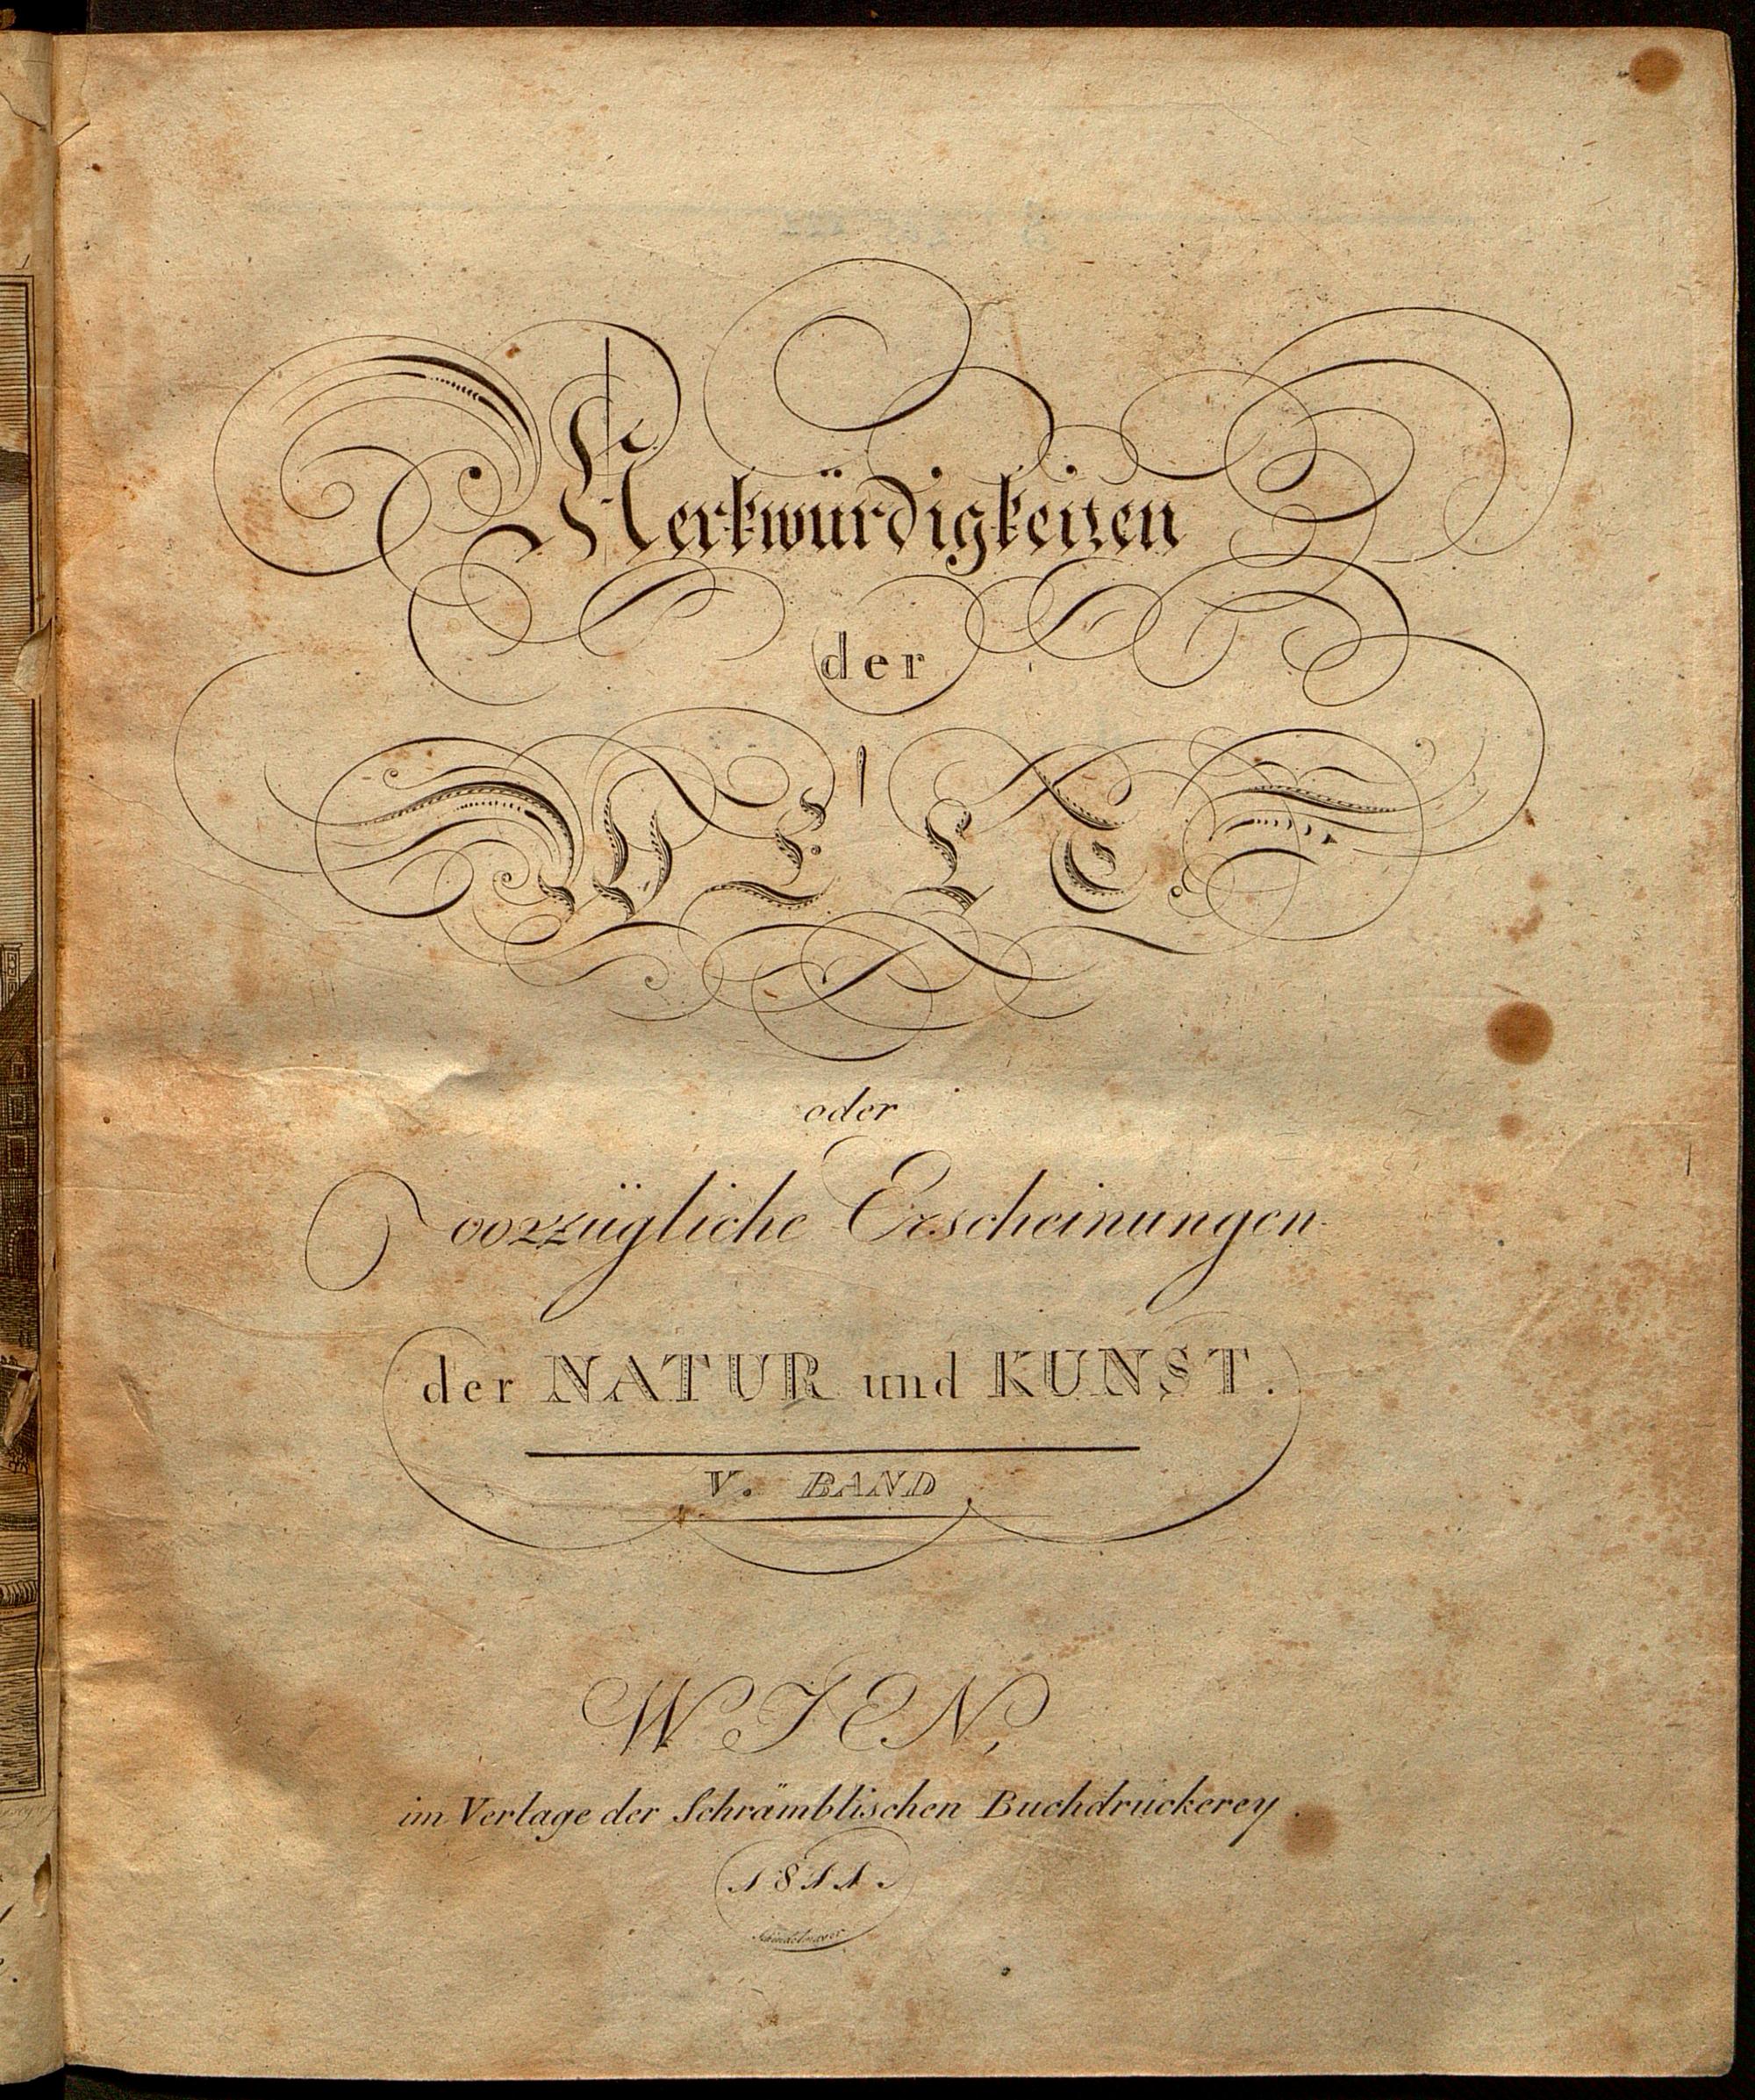 Merkwürdigkeiten
der
WELT.
oder
vorzügliche Erscheinungen
der NATUR und KUNST.
V. BAND
WIEN,
im Verlage der Schrämblischen Buchdruckerey.
1811.